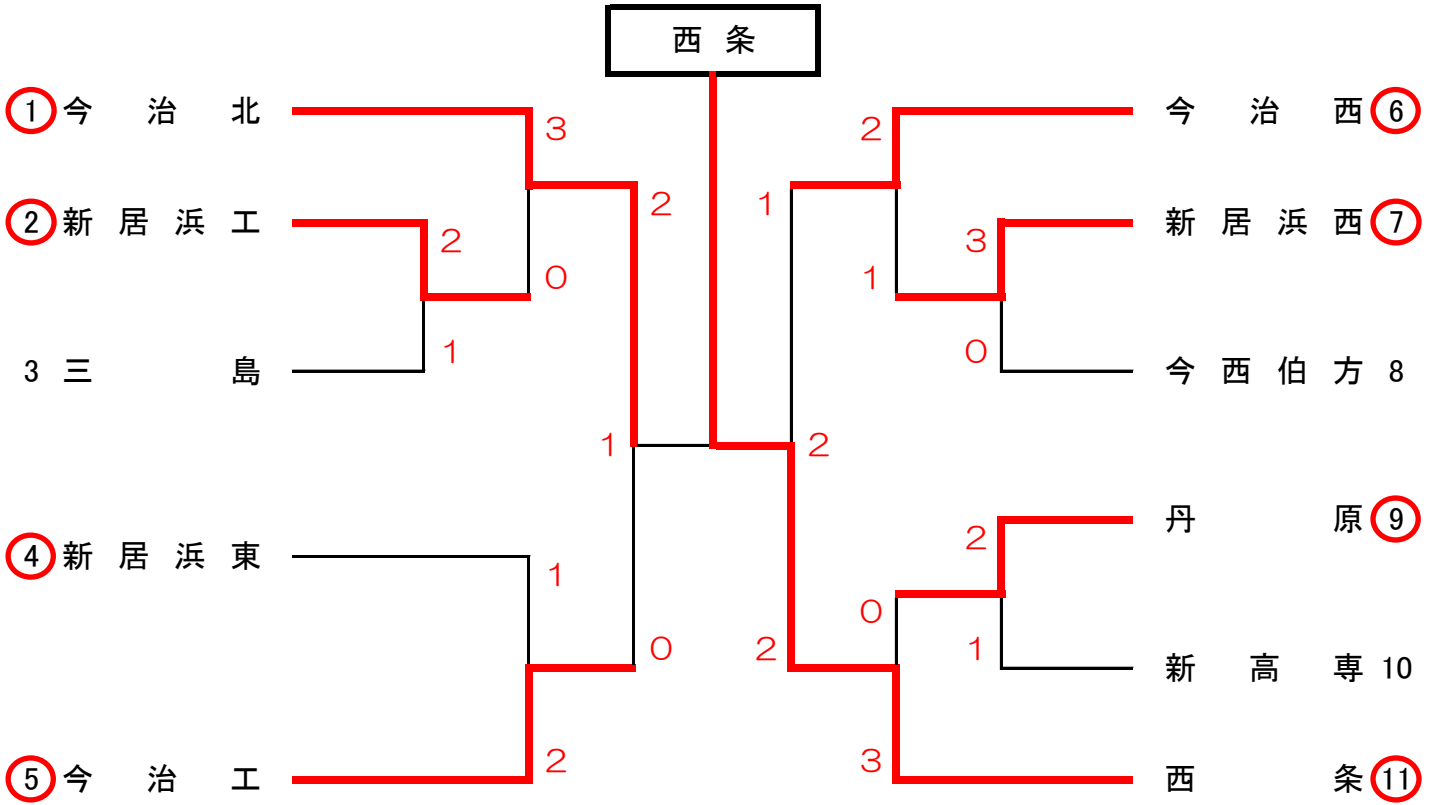 西条
① 今治北 3 2 今治西 ⑥
② 新居浜工 2 2 1 3 新居浜西 ⑦
0 1
3 三島 1 0 今西伯方 8
1 2
④ 新居浜東 1 2 丹原 ⑨
0 2 0 1 新高専 10
⑤ 今治工 2 3 西条 ⑪